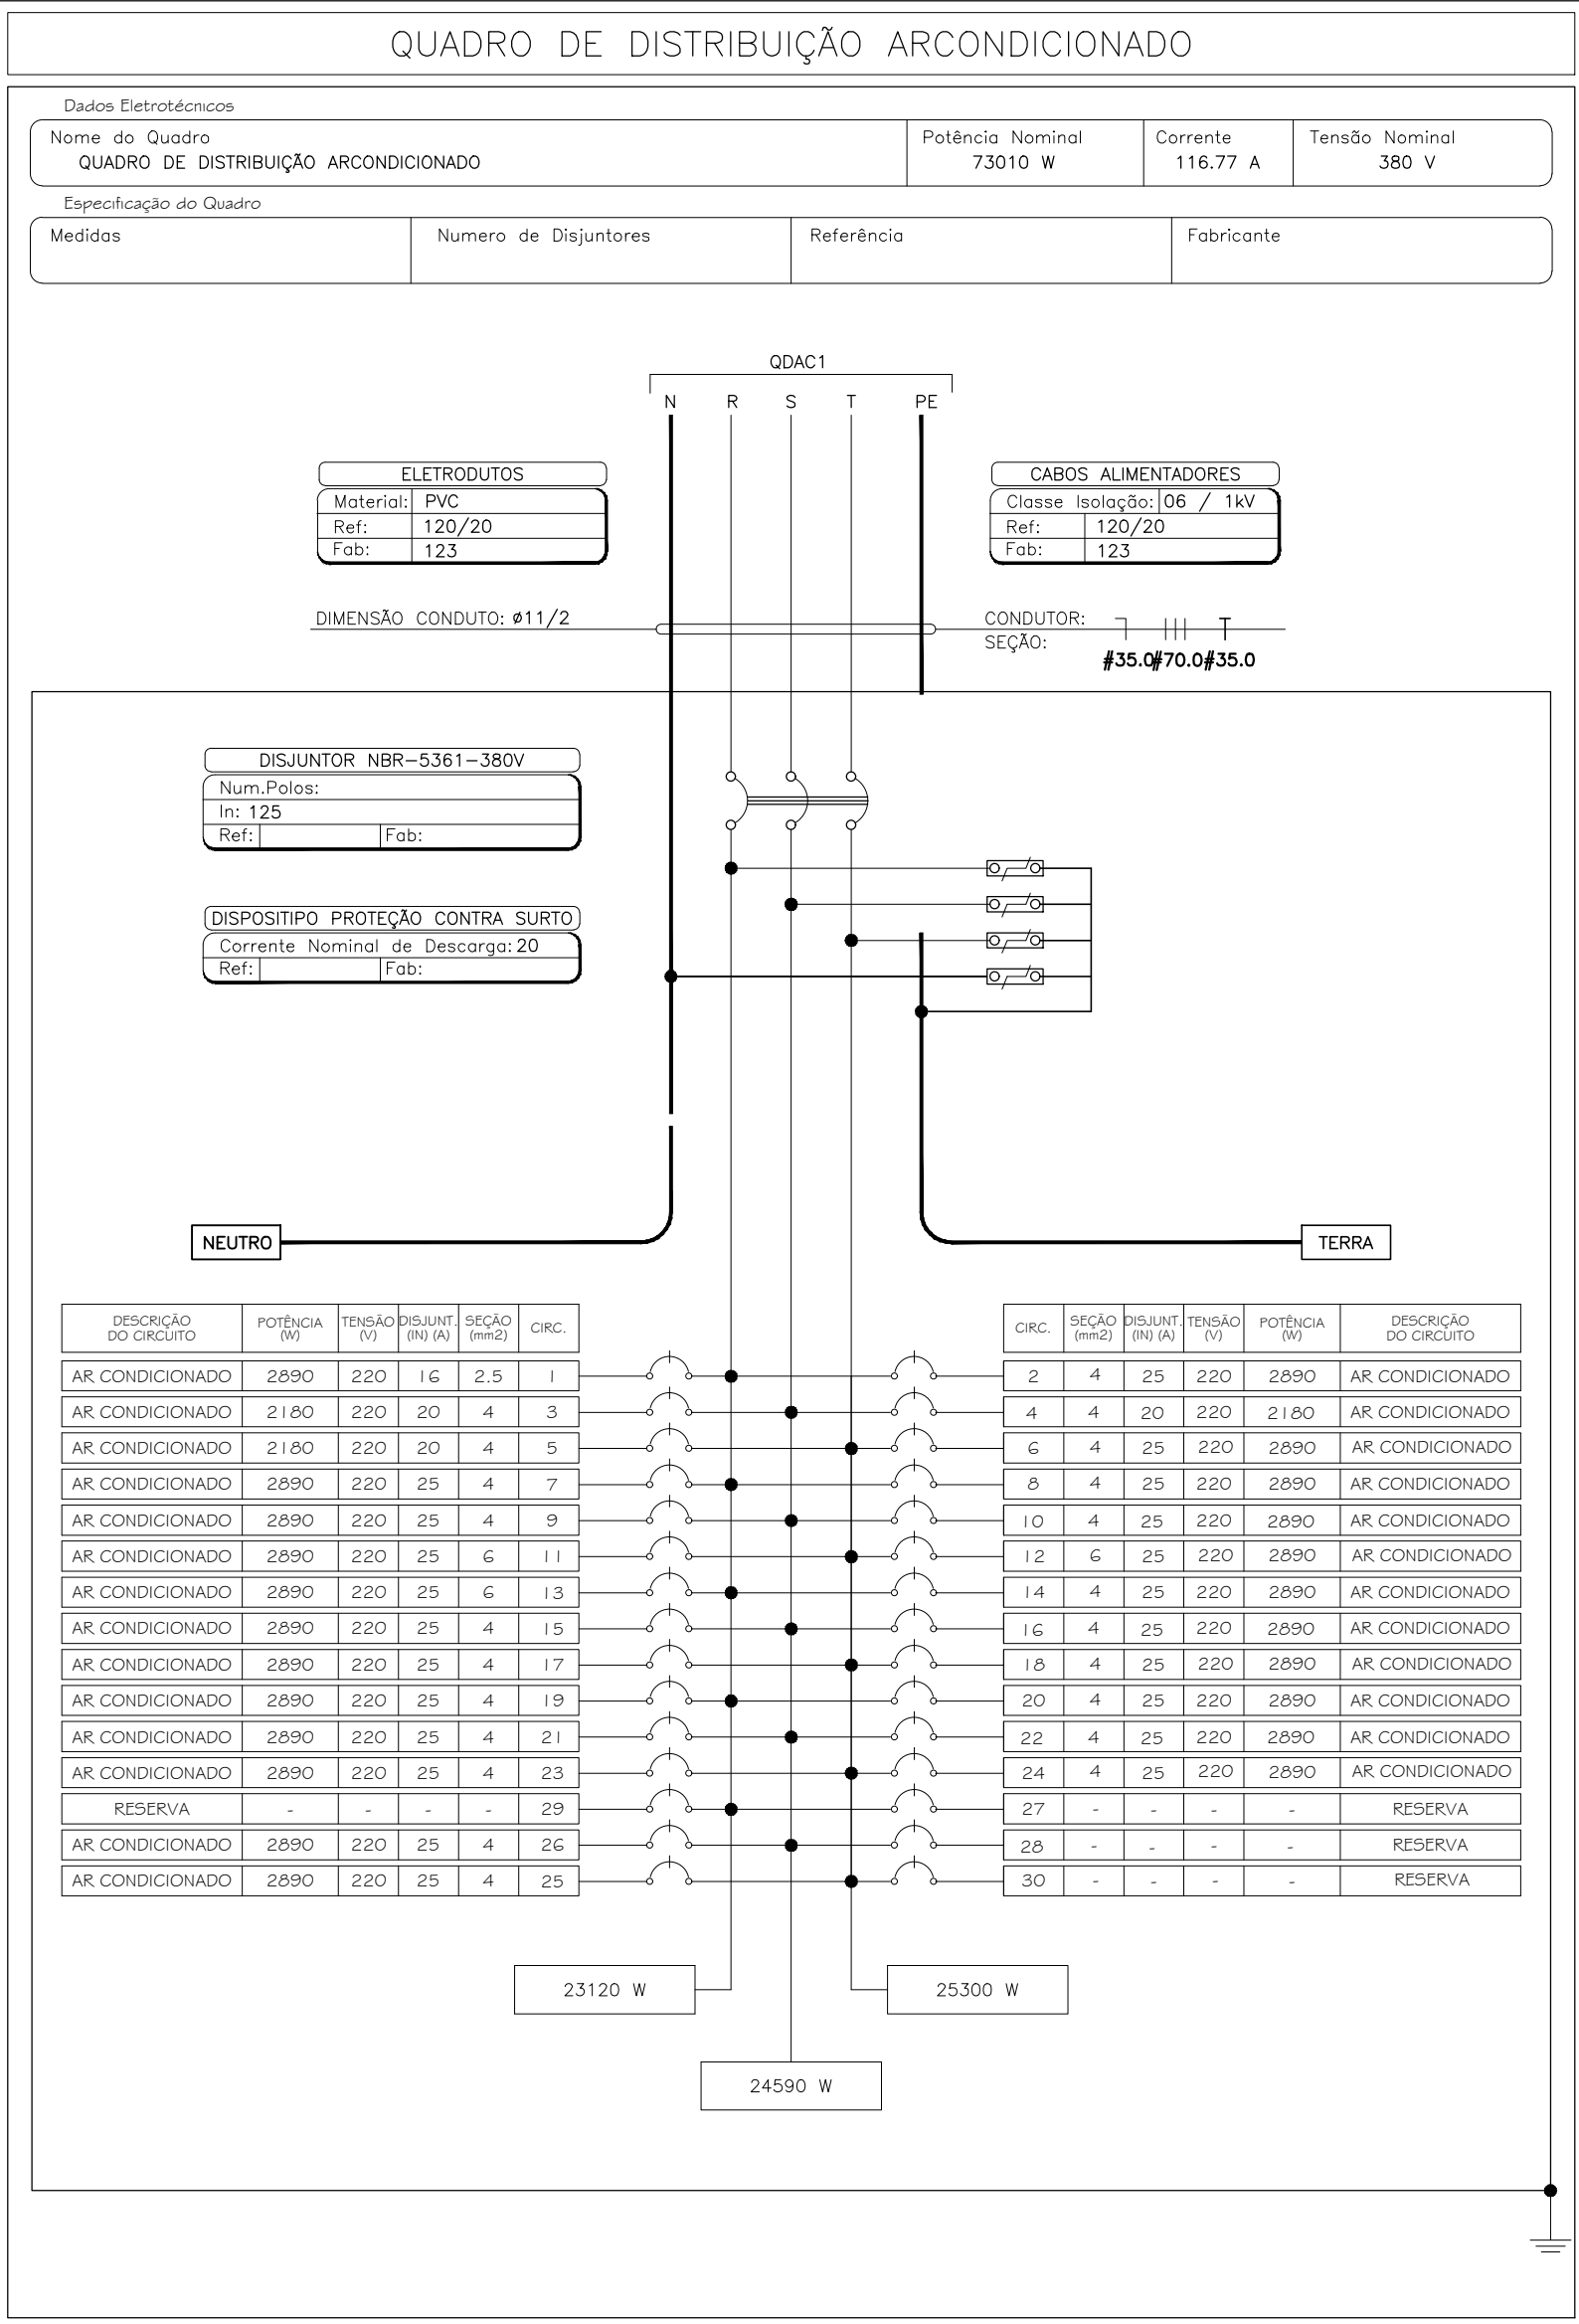 QUADRO DE DISTRIBUIÇÃO ARCONDICIONADO
Dados Eletrotécnicos
Nome do Quadro Potência Nominal Corrente Tensão Nominal
QUADRO DE DISTRIBUIÇÃO ARCONDICIONADO 73010 W 116.77 A 380 V
Especificação do Quadro
Medidas Numero de Disjuntores Referência Fabricante
QDAC1
N R S T PE
ELETRODUTOS
Material: PVC
Ref: 120/20
Fab: 123
CABOS ALIMENTADORES
Classe Isolação: 06 / 1kV
Ref: 120/20
Fab: 123
DIMENSÃO CONDUTO: ø11/2
CONDUTOR:
SEÇÃO:
#35.0#70.0#35.0
DISJUNTOR NBR-5361-380V
Num.Polos:
In: 125
Ref: Fab:
DISPOSITIPO PROTEÇÃO CONTRA SURTO
Corrente Nominal de Descarga: 20
Ref: Fab:
NEUTRO
TERRA
DESCRIÇÃO DO CIRCUITO POTÊNCIA (W) TENSÃO (V) DISJUNT. (IN) (A) SEÇÃO (mm2) CIRC. CIRC. SEÇÃO (mm2) DISJUNT. (IN) (A) TENSÃO (V) POTÊNCIA (W) DESCRIÇÃO DO CIRCUITO
AR CONDICIONADO 2890 220 16 2.5 1 2 4 25 220 2890 AR CONDICIONADO
AR CONDICIONADO 2180 220 20 4 3 4 4 20 220 2180 AR CONDICIONADO
AR CONDICIONADO 2180 220 20 4 5 6 4 25 220 2890 AR CONDICIONADO
AR CONDICIONADO 2890 220 25 4 7 8 4 25 220 2890 AR CONDICIONADO
AR CONDICIONADO 2890 220 25 4 9 10 4 25 220 2890 AR CONDICIONADO
AR CONDICIONADO 2890 220 25 6 11 12 6 25 220 2890 AR CONDICIONADO
AR CONDICIONADO 2890 220 25 6 13 14 4 25 220 2890 AR CONDICIONADO
AR CONDICIONADO 2890 220 25 4 15 16 4 25 220 2890 AR CONDICIONADO
AR CONDICIONADO 2890 220 25 4 17 18 4 25 220 2890 AR CONDICIONADO
AR CONDICIONADO 2890 220 25 4 19 20 4 25 220 2890 AR CONDICIONADO
AR CONDICIONADO 2890 220 25 4 21 22 4 25 220 2890 AR CONDICIONADO
AR CONDICIONADO 2890 220 25 4 23 24 4 25 220 2890 AR CONDICIONADO
RESERVA - - - - 29 27 - - - - RESERVA
AR CONDICIONADO 2890 220 25 4 26 28 - - - - RESERVA
AR CONDICIONADO 2890 220 25 4 25 30 - - - - RESERVA
23120 W
25300 W
24590 W